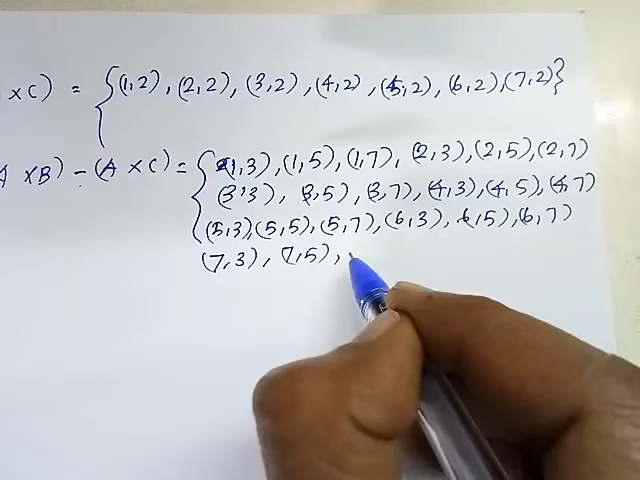 ×C) = {(1,2), (2,2), (3,2), (4,2), (5,2), (6,2), (7,2)}
A ×B) - (A ×C) = {(1,3), (1,5), (1,7), (2,3), (2,5), (2,7)
(3,3), (3,5), (3,7), (4,3), (4,5), (4,7)
(5,3) (5,5), (5,7), (6,3), (6,5), (6,7)
(7,3), (7,5),